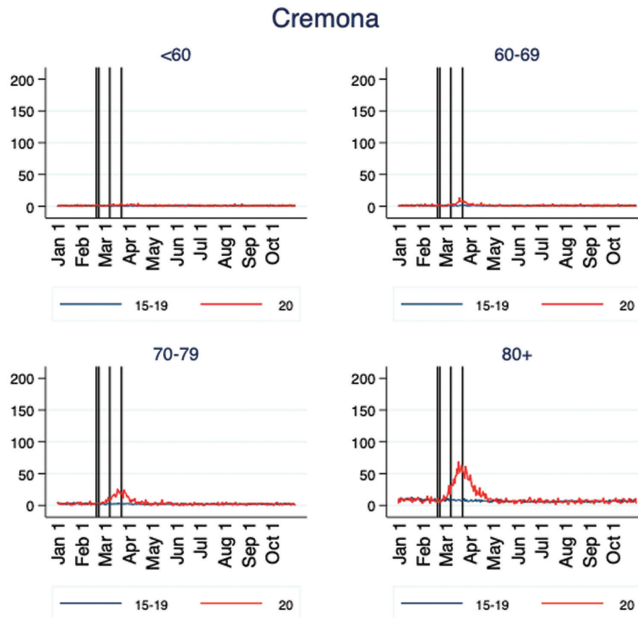 Cremona
<60
200
150
100
50
0
Jan 1
Feb 1
Mar 1
Apr 1
May 1
Jun 1
Jul 1
Aug 1
Sep 1
Oct 1
15-19 20
60-69
200
150
100
50
0
Jan 1
Feb 1
Mar 1
Apr 1
May 1
Jun 1
Jul 1
Aug 1
Sep 1
Oct 1
15-19 20
70-79
200
150
100
50
0
Jan 1
Feb 1
Mar 1
Apr 1
May 1
Jun 1
Jul 1
Aug 1
Sep 1
Oct 1
15-19 20
80+
200
150
100
50
0
Jan 1
Feb 1
Mar 1
Apr 1
May 1
Jun 1
Jul 1
Aug 1
Sep 1
Oct 1
15-19 20